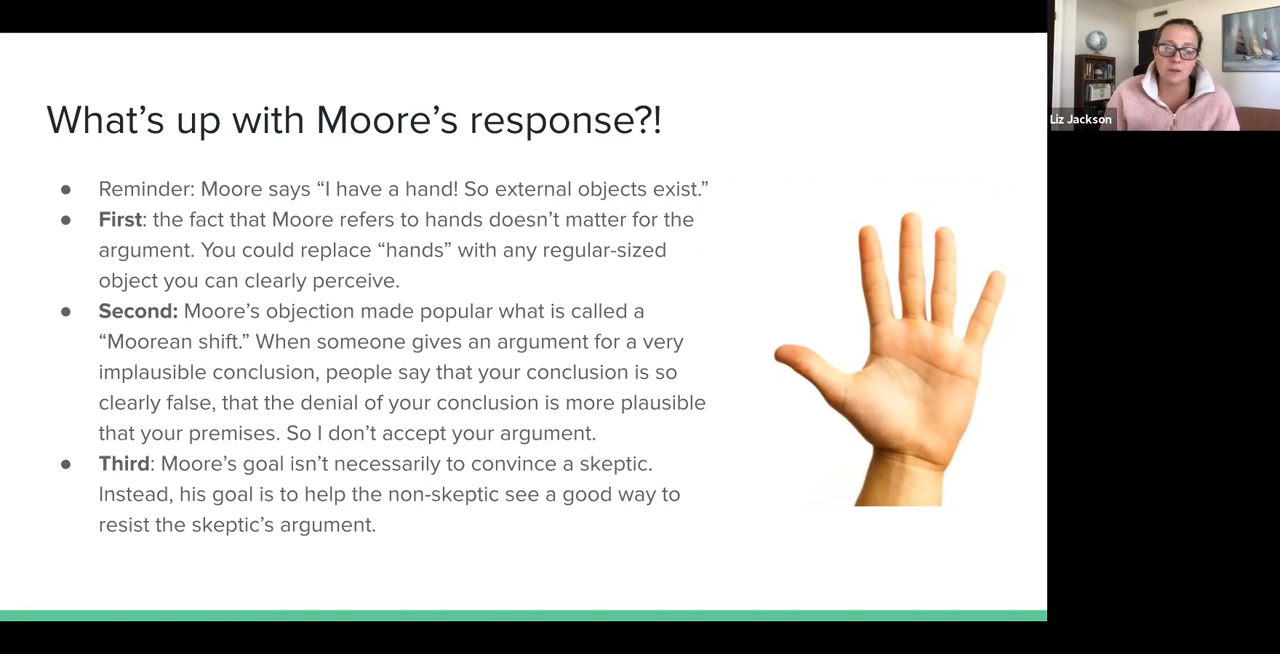 What’s up with Moore’s response?!
● Reminder: Moore says “I have a hand! So external objects exist.”
● First: the fact that Moore refers to hands doesn’t matter for the
argument. You could replace “hands” with any regular-sized
object you can clearly perceive.
● Second: Moore’s objection made popular what is called a
“Moorean shift.” When someone gives an argument for a very
implausible conclusion, people say that your conclusion is so
clearly false, that the denial of your conclusion is more plausible
that your premises. So I don’t accept your argument.
● Third: Moore’s goal isn’t necessarily to convince a skeptic.
Instead, his goal is to help the non-skeptic see a good way to
resist the skeptic’s argument.
Liz Jackson